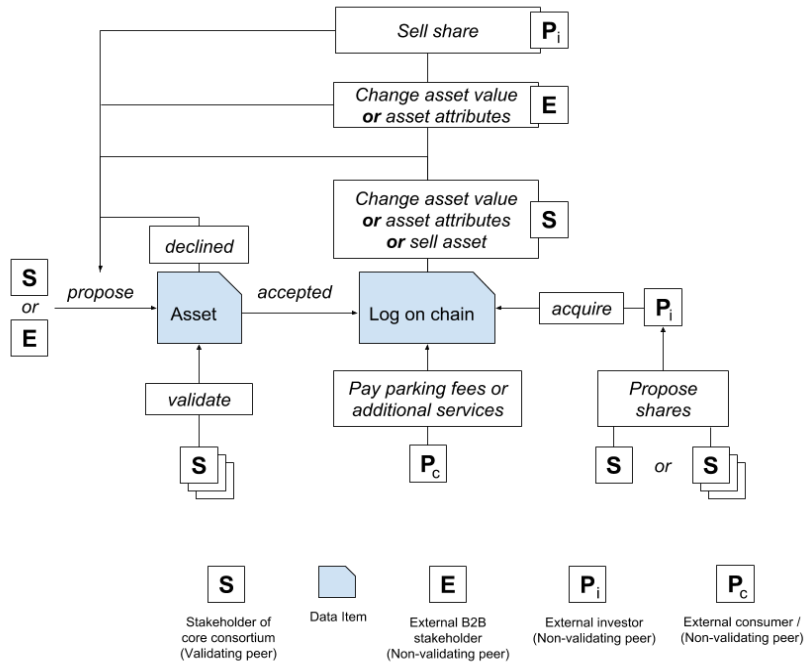 Sell share
Pi
Change asset value
or asset attributes
E
Change asset value
or asset attributes
or sell asset
S
declined
S
or
E
propose
Asset
accepted
Log on chain
acquire
Pi
validate
S
Pay parking fees or
additional services
Pc
Propose
shares
S
or
S
S
Stakeholder of
core consortium
(Validating peer)
Data Item
E
External B2B
stakeholder
(Non-validating peer)
Pi
External investor
(Non-validating peer)
Pc
External consumer /
(Non-validating peer)